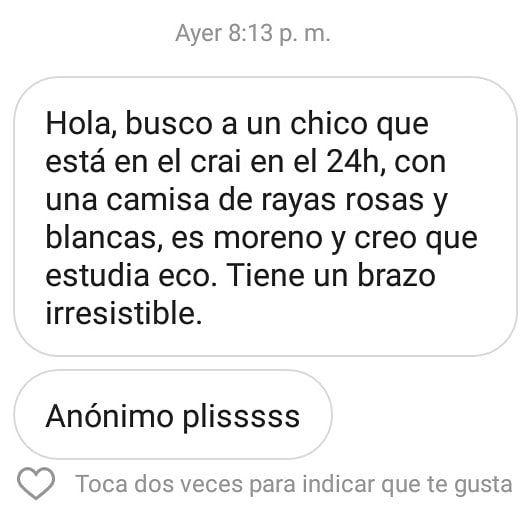 Ayer 8:13 p. m.
Hola, busco a un chico que
está en el crai en el 24h, con
una camisa de rayas rosas y
blancas, es moreno y creo que
estudia eco. Tiene un brazo
irresistible.
Anónimo plisssss
Toca dos veces para indicar que te gusta